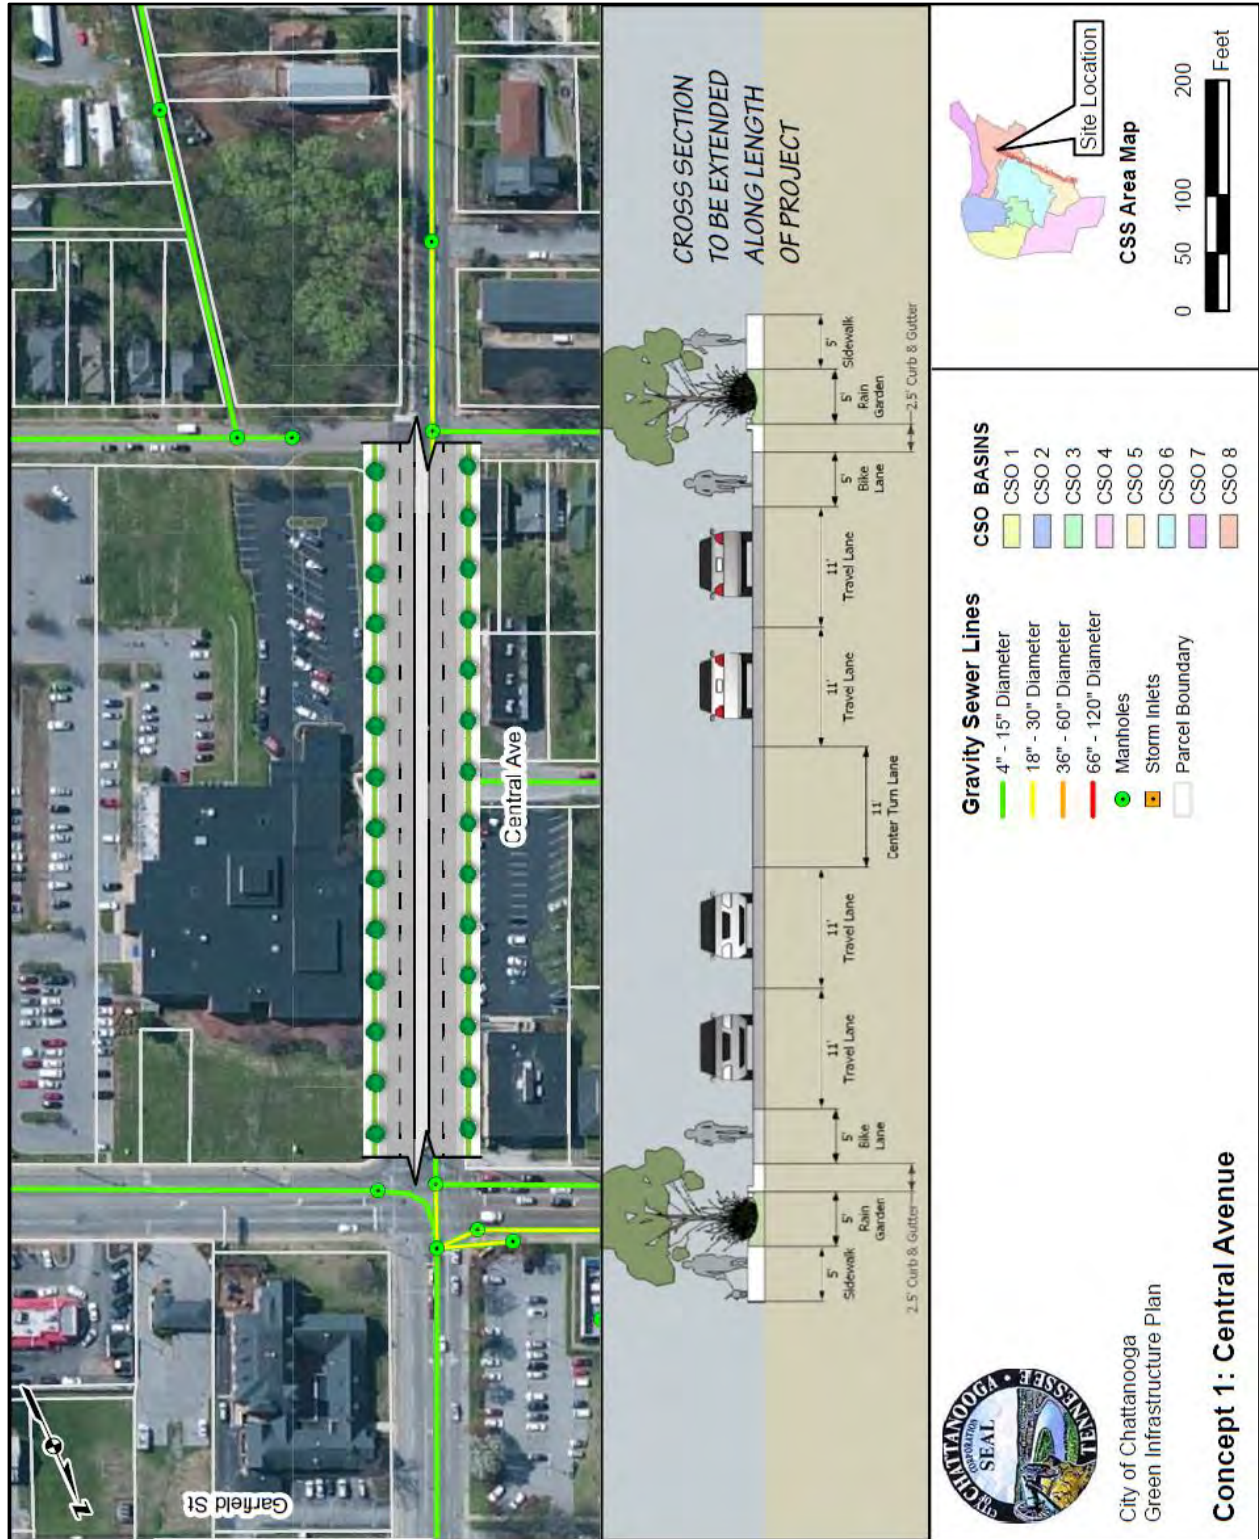 Garfield St
Central Ave
Z
CROSS SECTION
TO BE EXTENDED
ALONG LENGTH
OF PROJECT
5'
Sidewalk
5'
Rain
Garden
2.5' Curb & Gutter
5'
Bike
Lane
11'
Travel Lane
11'
Travel Lane
11'
Center Turn Lane
11'
Travel Lane
11'
Travel Lane
5'
Bike
Lane
2.5' Curb & Gutter
5'
Rain
Garden
5'
Sidewalk
CHATTANOOGA • TENNESSEE
CORPORATION
SEAL
City of Chattanooga
Green Infrastructure Plan
Concept 1: Central Avenue
Gravity Sewer Lines
4" - 15" Diameter
18" - 30" Diameter
36" - 60" Diameter
66" - 120" Diameter
Manholes
Storm Inlets
Parcel Boundary
CSO BASINS
CSO 1
CSO 2
CSO 3
CSO 4
CSO 5
CSO 6
CSO 7
CSO 8
Site Location
CSS Area Map
0 50 100 200
Feet